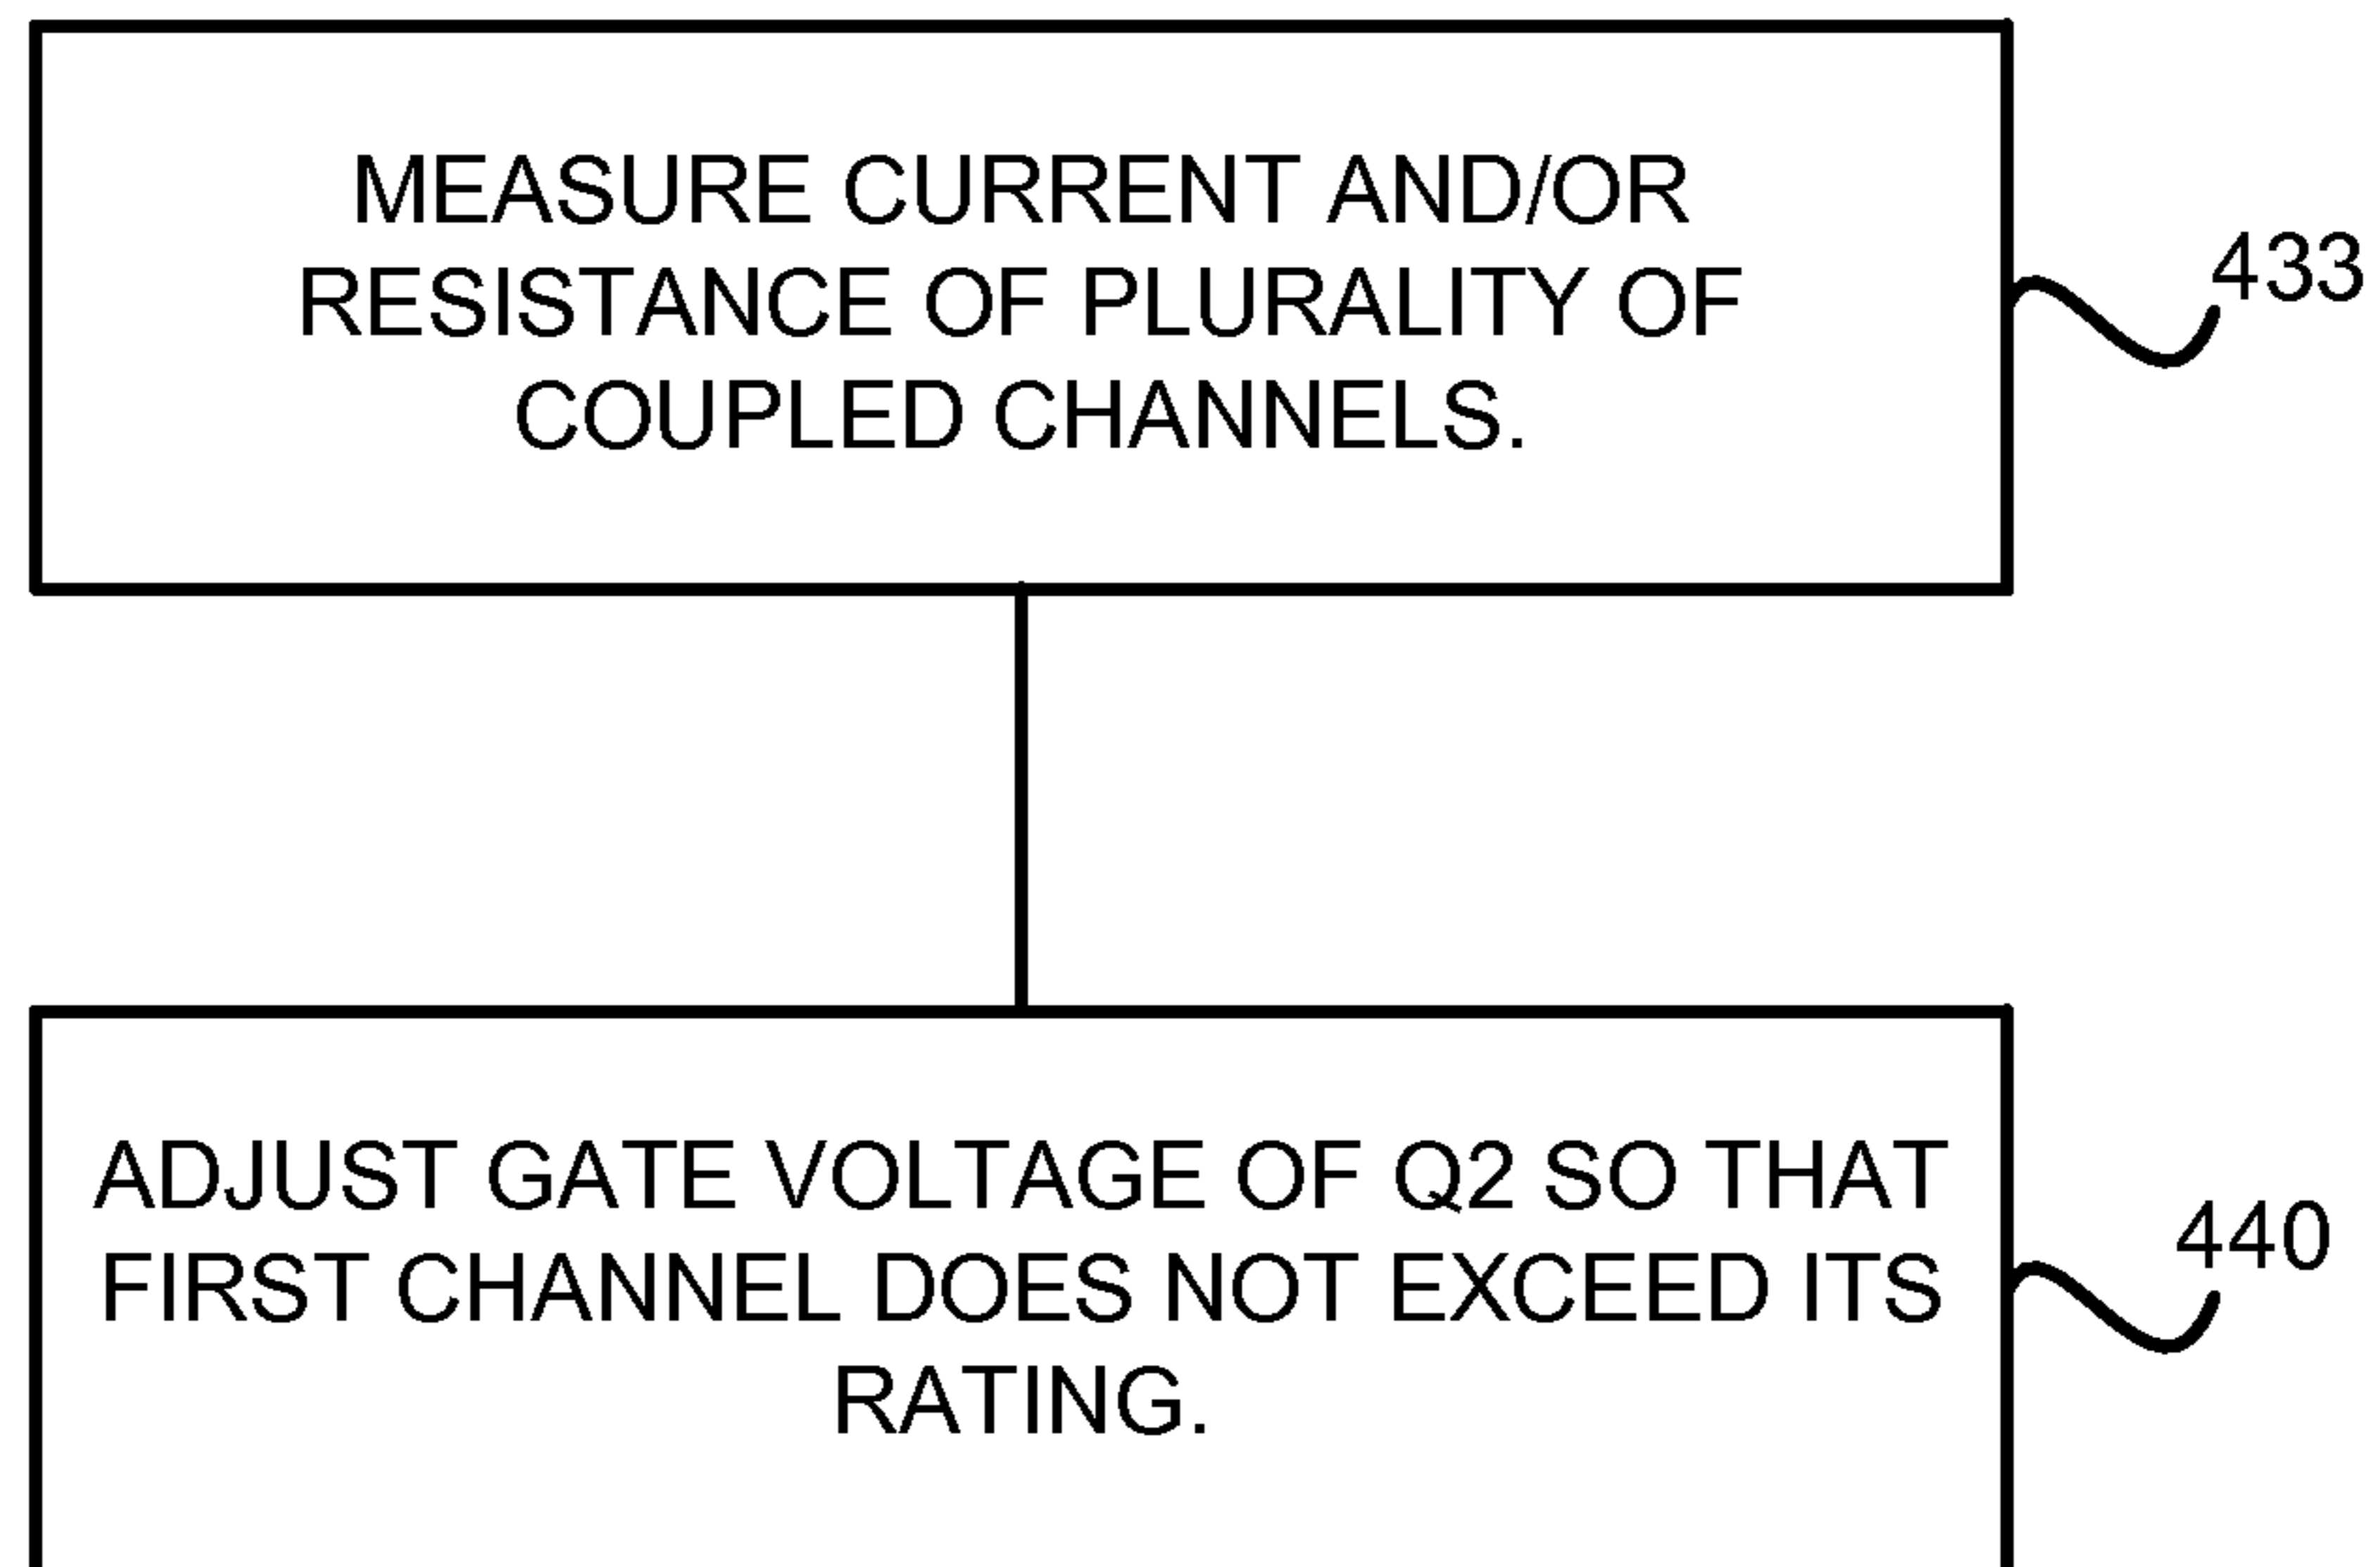 MEASURE CURRENT AND/OR
RESISTANCE OF PLURALITY OF
COUPLED CHANNELS.
433
ADJUST GATE VOLTAGE OF Q2 SO THAT
FIRST CHANNEL DOES NOT EXCEED ITS
RATING.
440